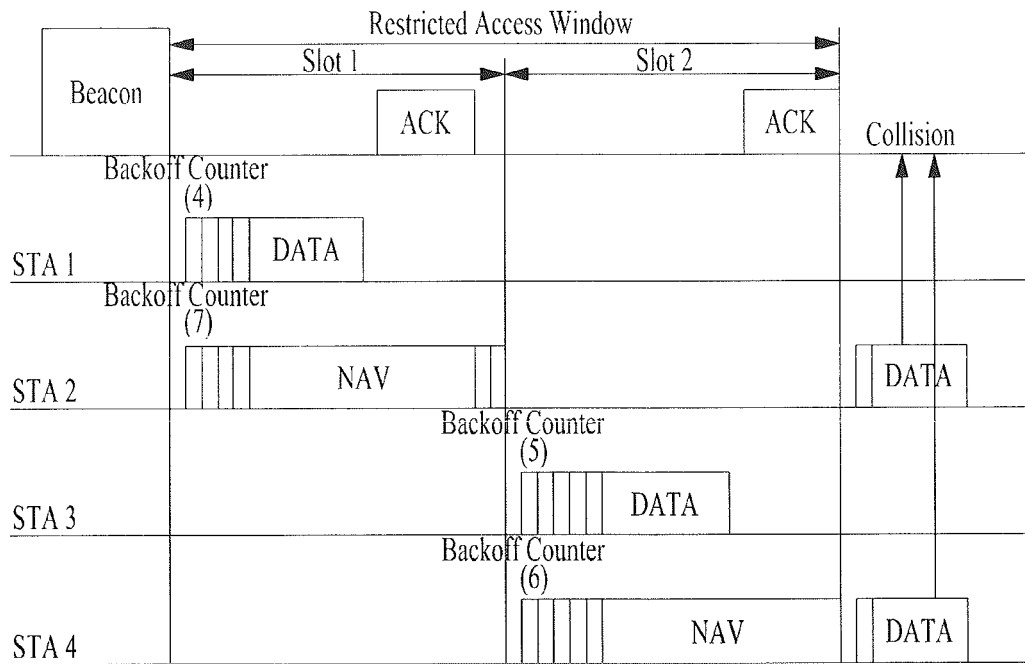 Restricted Access Window
Slot 1
Slot 2
Beacon
ACK
ACK
Collision
Backoff Counter
(4)
DATA
STA 1
Backoff Counter
(7)
NAV
DATA
STA 2
Backoff Counter
(5)
DATA
STA 3
Backoff Counter
(6)
NAV
DATA
STA 4